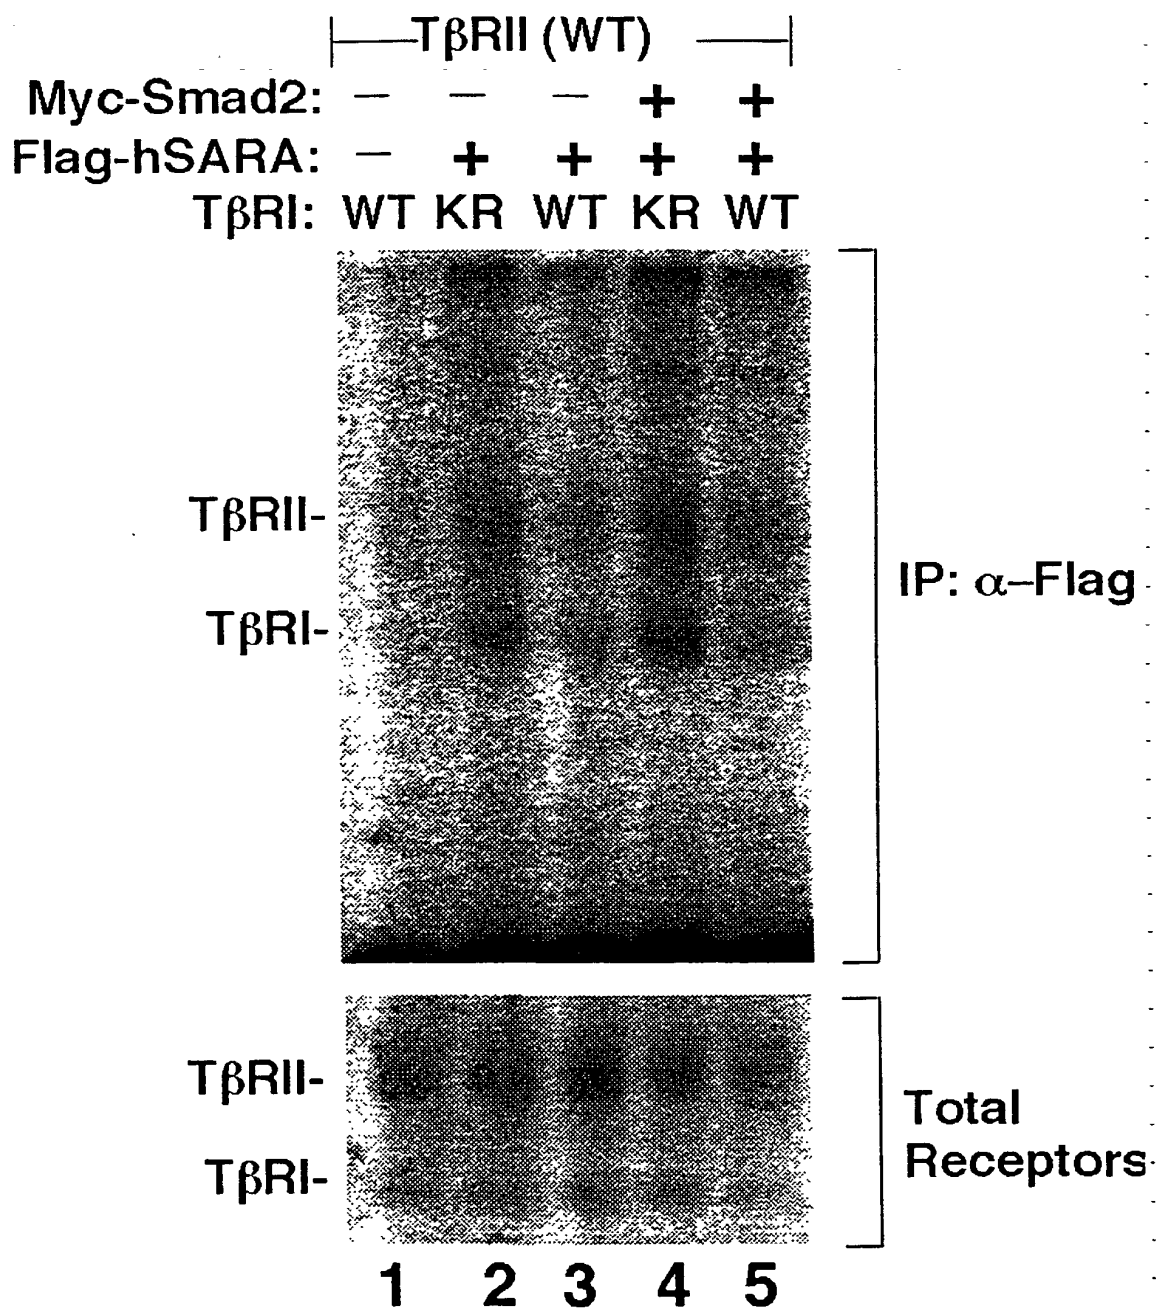 TβRII (WT)
Myc-Smad2: – – – + +
Flag-hSARA: – + + + +
TβRI: WT KR WT KR WT
TβRII-
TβRI-
IP: α–Flag
TβRII-
TβRI-
Total
Receptors
1 2 3 4 5